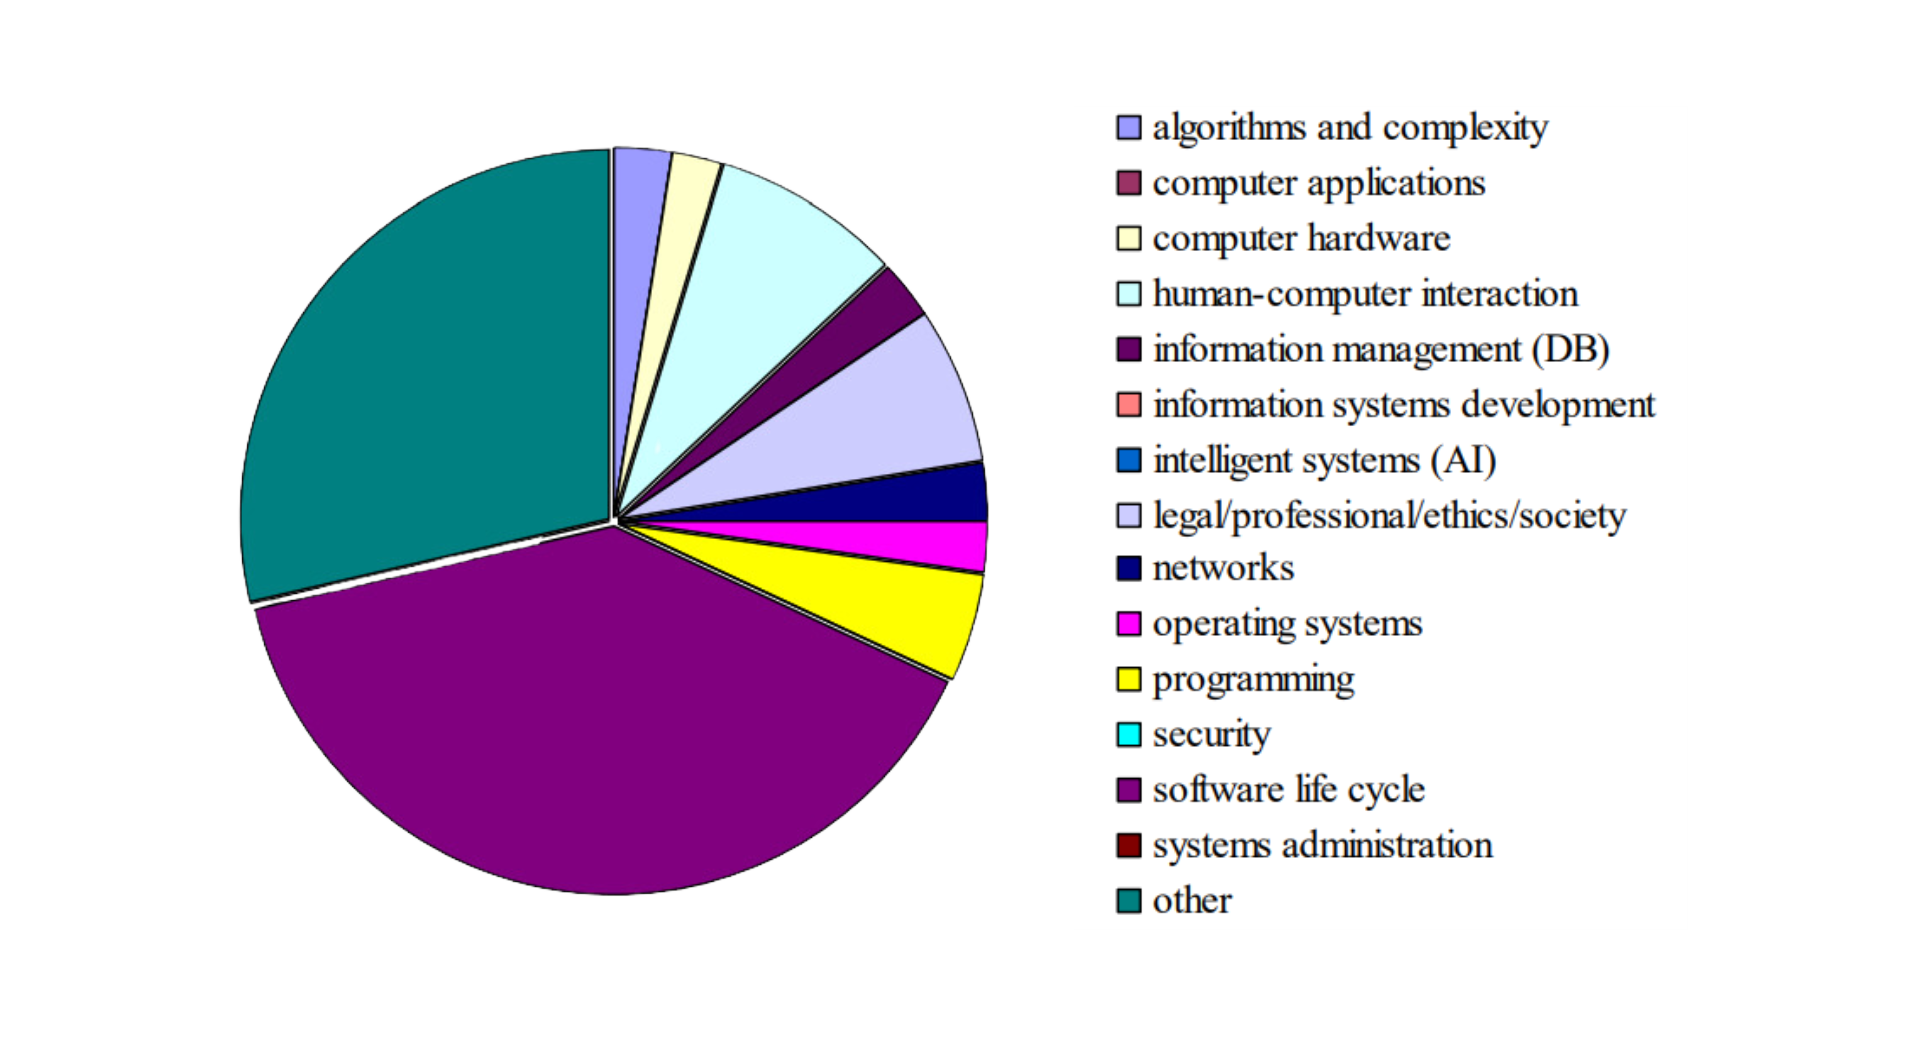 algorithms and complexity
computer applications
computer hardware
human-computer interaction
information management (DB)
information systems development
intelligent systems (AI)
legal/professional/ethics/society
networks
operating systems
programming
security
software life cycle
systems administration
other